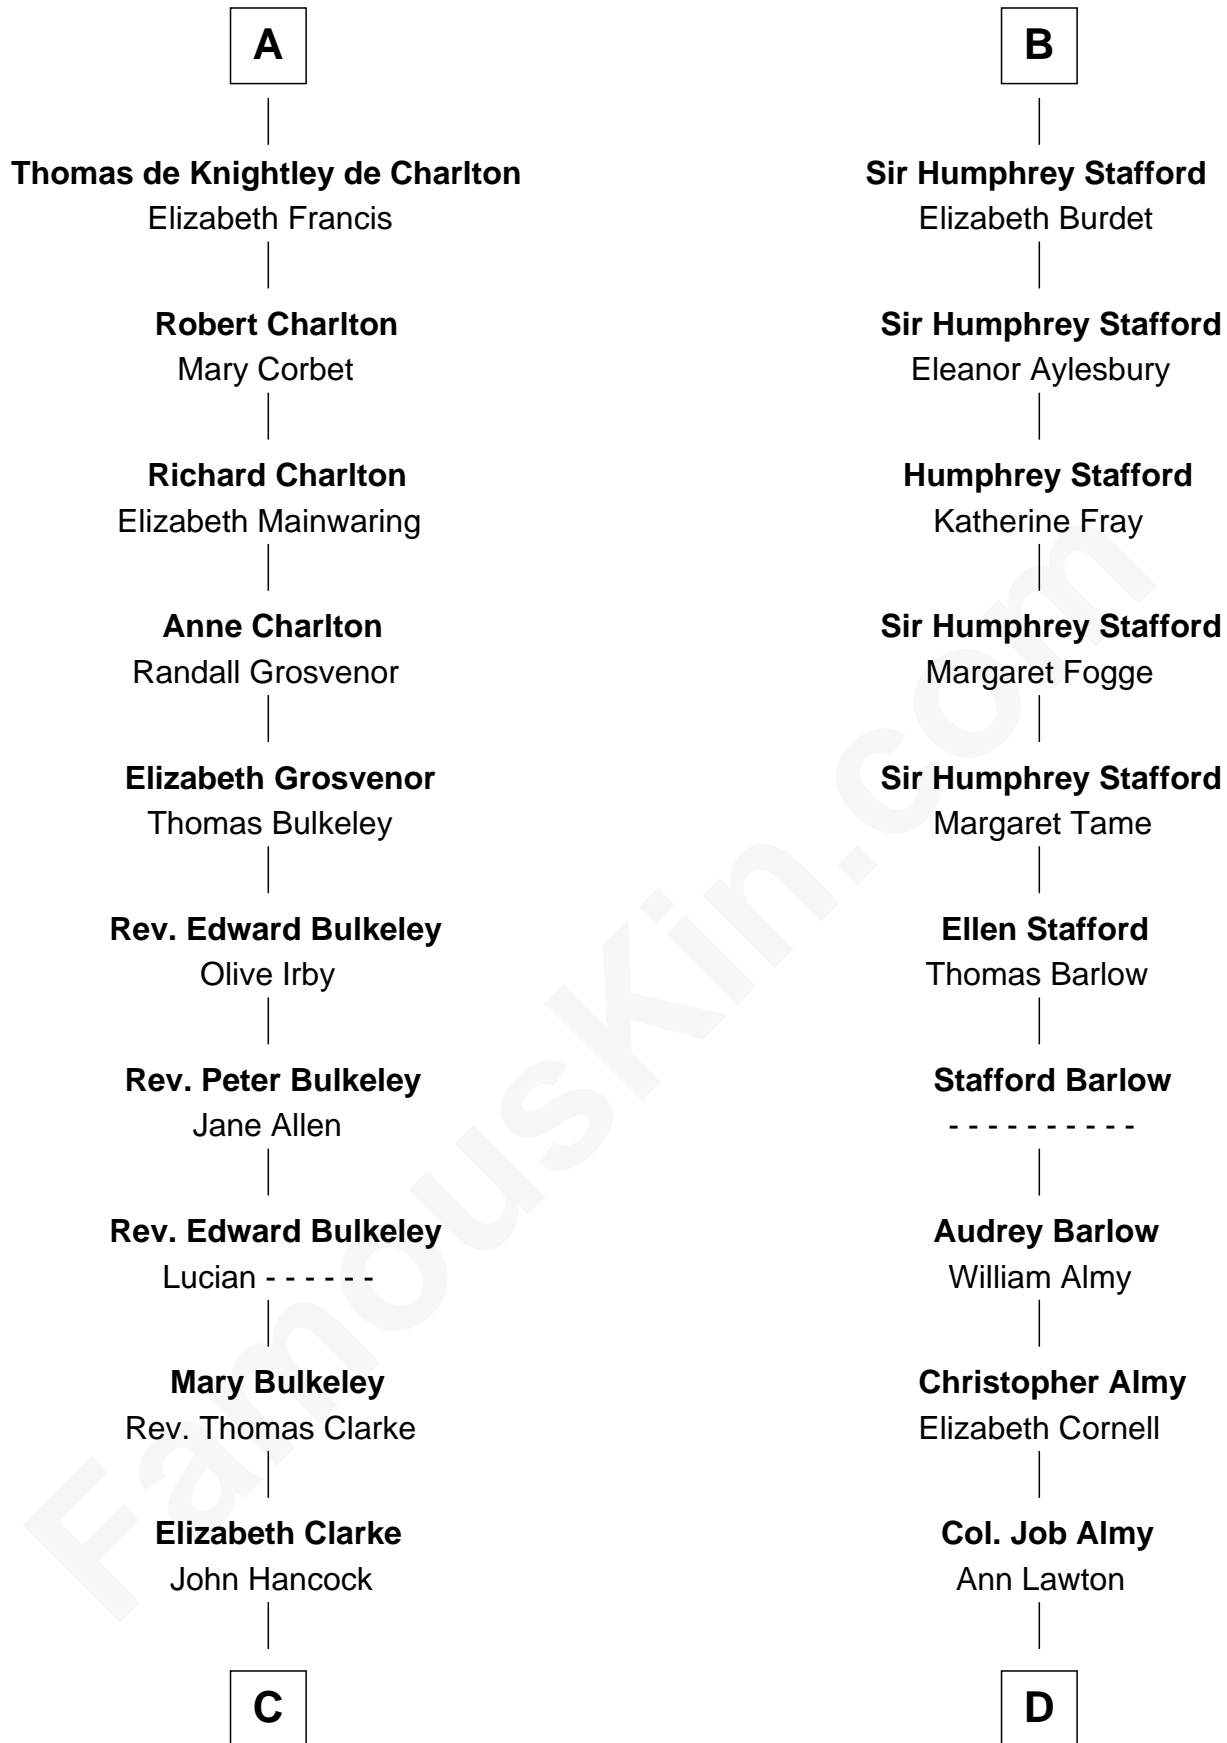 A
Thomas de Knightley de Charlton
Elizabeth Francis
Robert Charlton
Mary Corbet
Richard Charlton
Elizabeth Mainwaring
Anne Charlton
Randall Grosvenor
Elizabeth Grosvenor
Thomas Bulkeley
Rev. Edward Bulkeley
Olive Irby
Rev. Peter Bulkeley
Jane Allen
Rev. Edward Bulkeley
Lucian - - - - - -
Mary Bulkeley
Rev. Thomas Clarke
Elizabeth Clarke
John Hancock
C
B
Sir Humphrey Stafford
Elizabeth Burdet
Sir Humphrey Stafford
Eleanor Aylesbury
Humphrey Stafford
Katherine Fray
Sir Humphrey Stafford
Margaret Fogge
Sir Humphrey Stafford
Margaret Tame
Ellen Stafford
Thomas Barlow
Stafford Barlow
- - - - - - - - - -
Audrey Barlow
William Almy
Christopher Almy
Elizabeth Cornell
Col. Job Almy
Ann Lawton
D
FamousKin.com